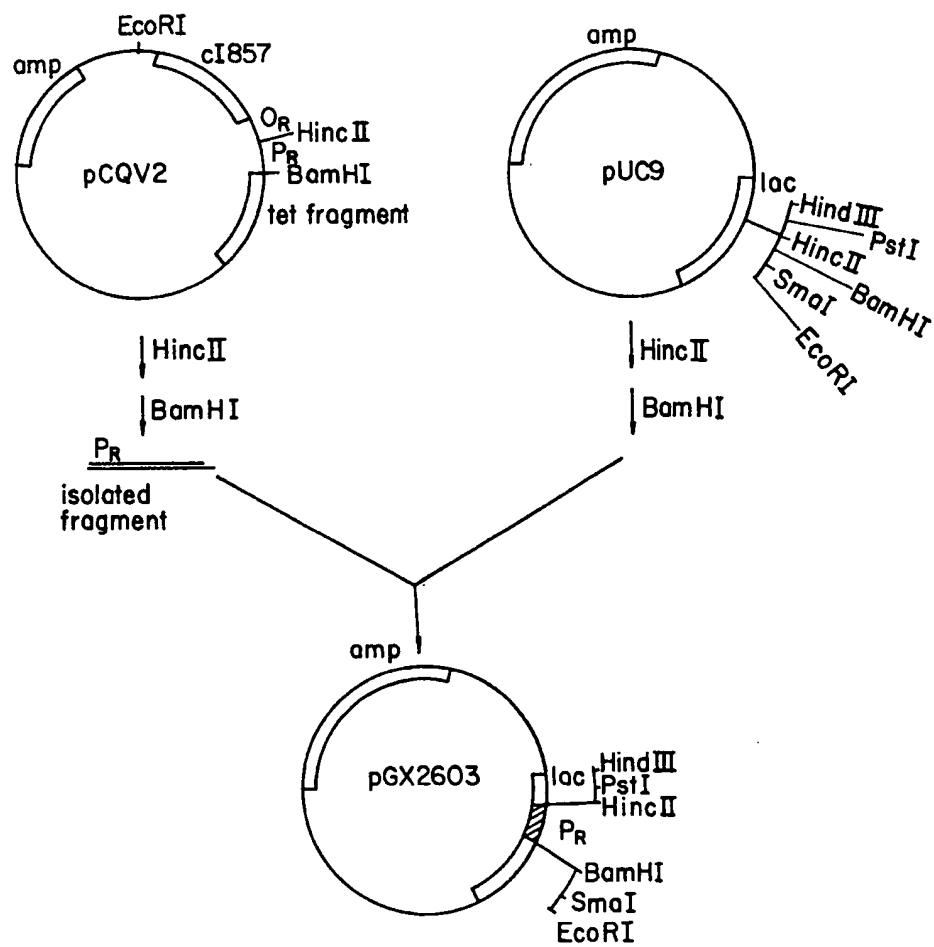 EcoRI
cI857
amp
OR
HincII
PR
BamHI
pCQV2
tet fragment
amp
pUC9
lac
HindIII
PstI
HincII
BamHI
SmaI
EcoRI
HincII
BamHI
PR
isolated
fragment
HincII
BamHI
amp
pGX2603
lac
HindIII
PstI
HincII
PR
BamHI
SmaI
EcoRI